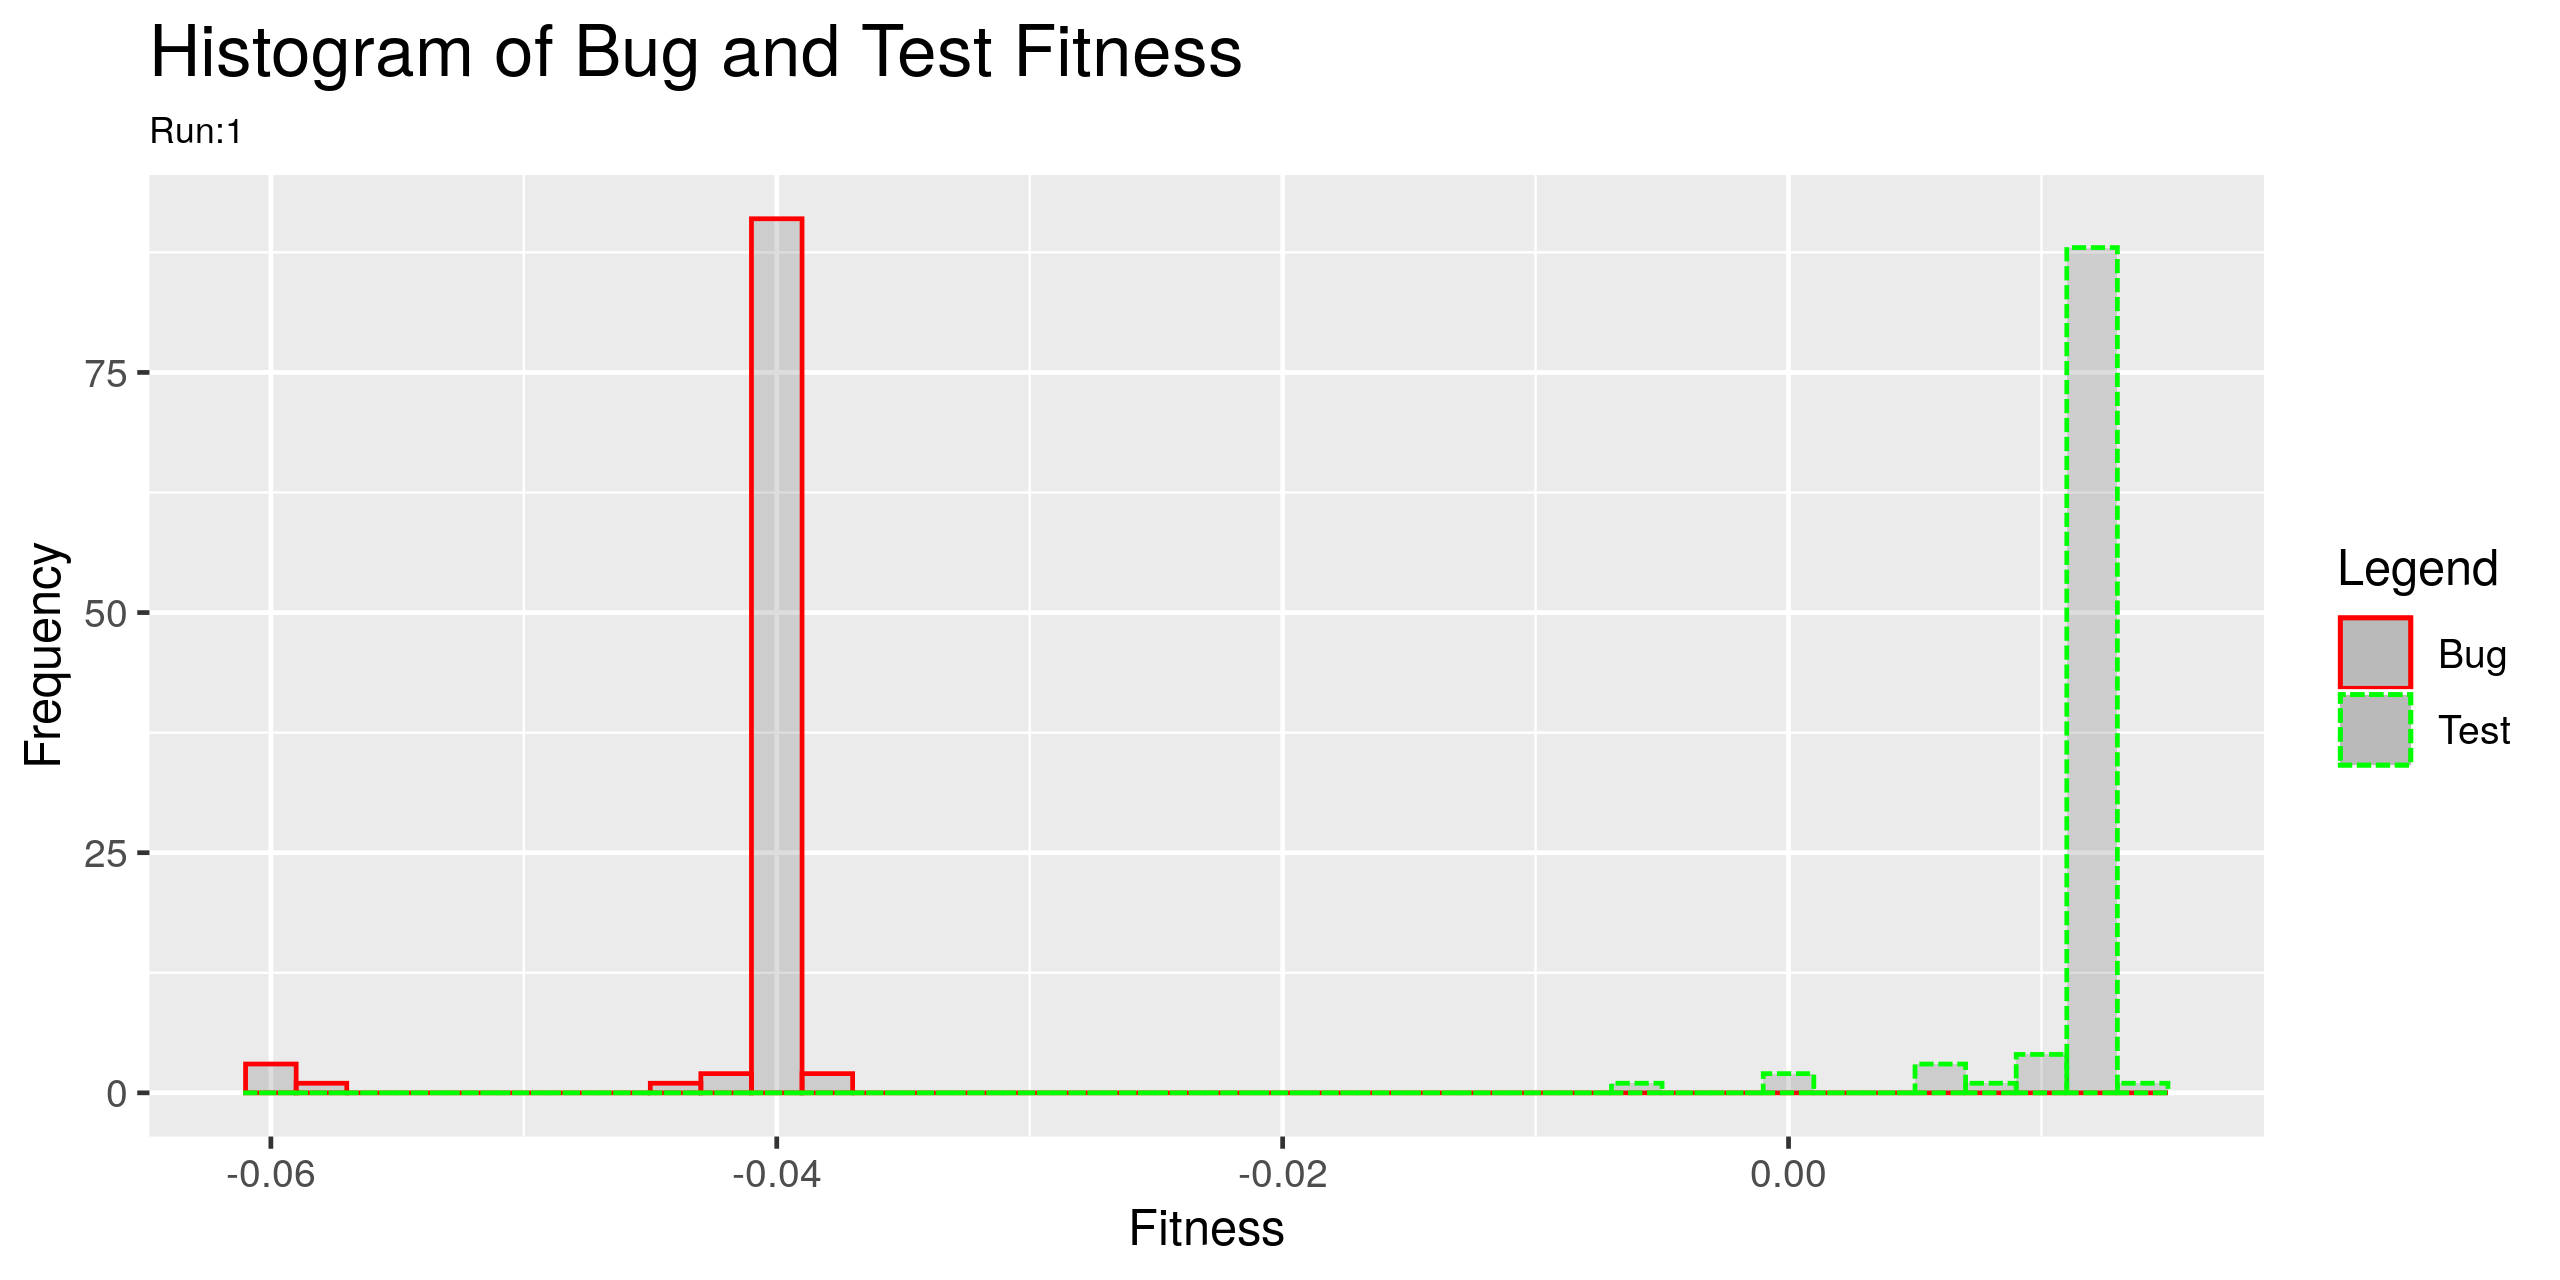 Histogram of Bug and Test Fitness
Run:1
Frequency
75
50
25
0
-0.06
-0.04
-0.02
0.00
Fitness
Legend
Bug
Test